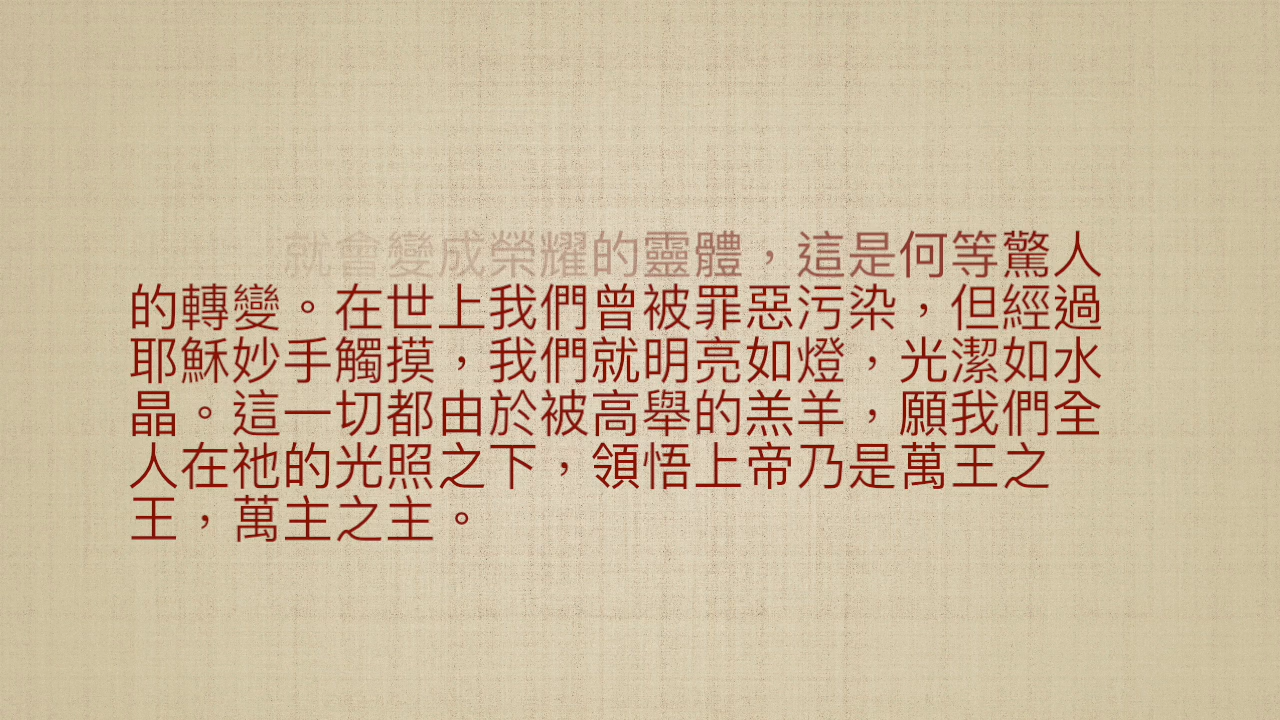 就會變成榮耀的靈體，這是何等驚人
的轉變。在世上我們曾被罪惡污染，但經過
耶穌妙手觸摸，我們就明亮如燈，光潔如水
晶。這一切都由於被高舉的羔羊，願我們全
人在祂的光照之下，領悟上帝乃是萬王之
王，萬主之主。